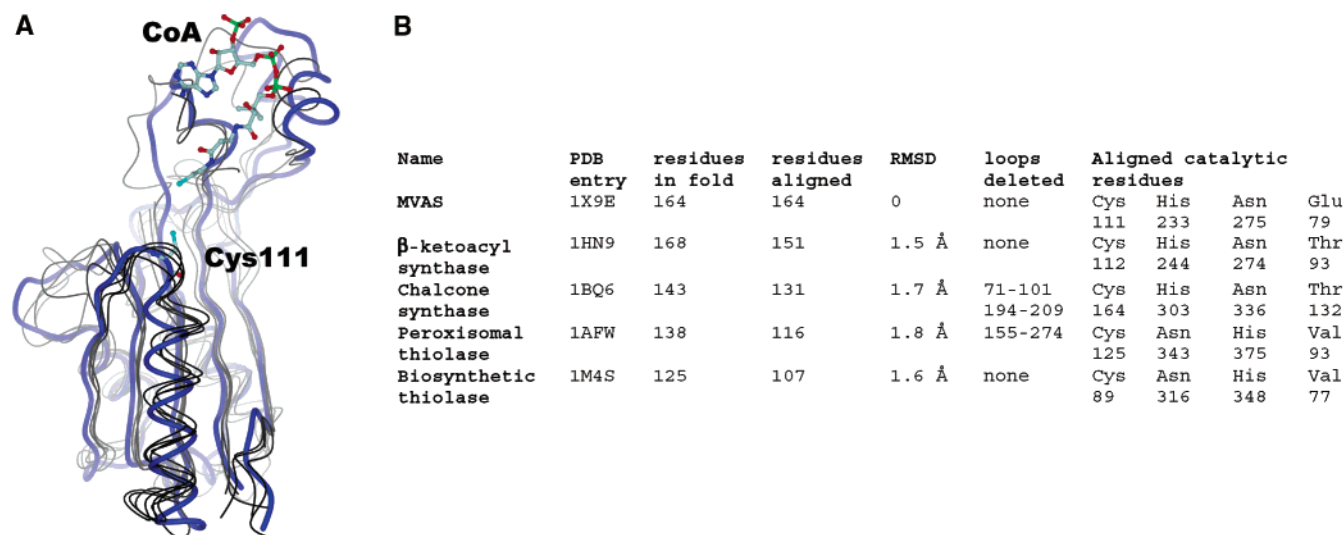 A
B
CoA
Cys111
Name PDB residues residues RMSD loops Aligned catalytic
entry in fold aligned deleted residues
MVAS 1X9E 164 164 0 none Cys His Asn Glu
111 233 275 79
β-ketoacyl 1HN9 168 151 1.5 Å none Cys His Asn Thr
synthase 112 244 274 93
Chalcone 1BQ6 143 131 1.7 Å 71-101 Cys His Asn Thr
synthase 194-209 164 303 336 132
Peroxisomal 1AFW 138 116 1.8 Å 155-274 Cys Asn His Val
thiolase 125 343 375 93
Biosynthetic 1M4S 125 107 1.6 Å none Cys Asn His Val
thiolase 89 316 348 77